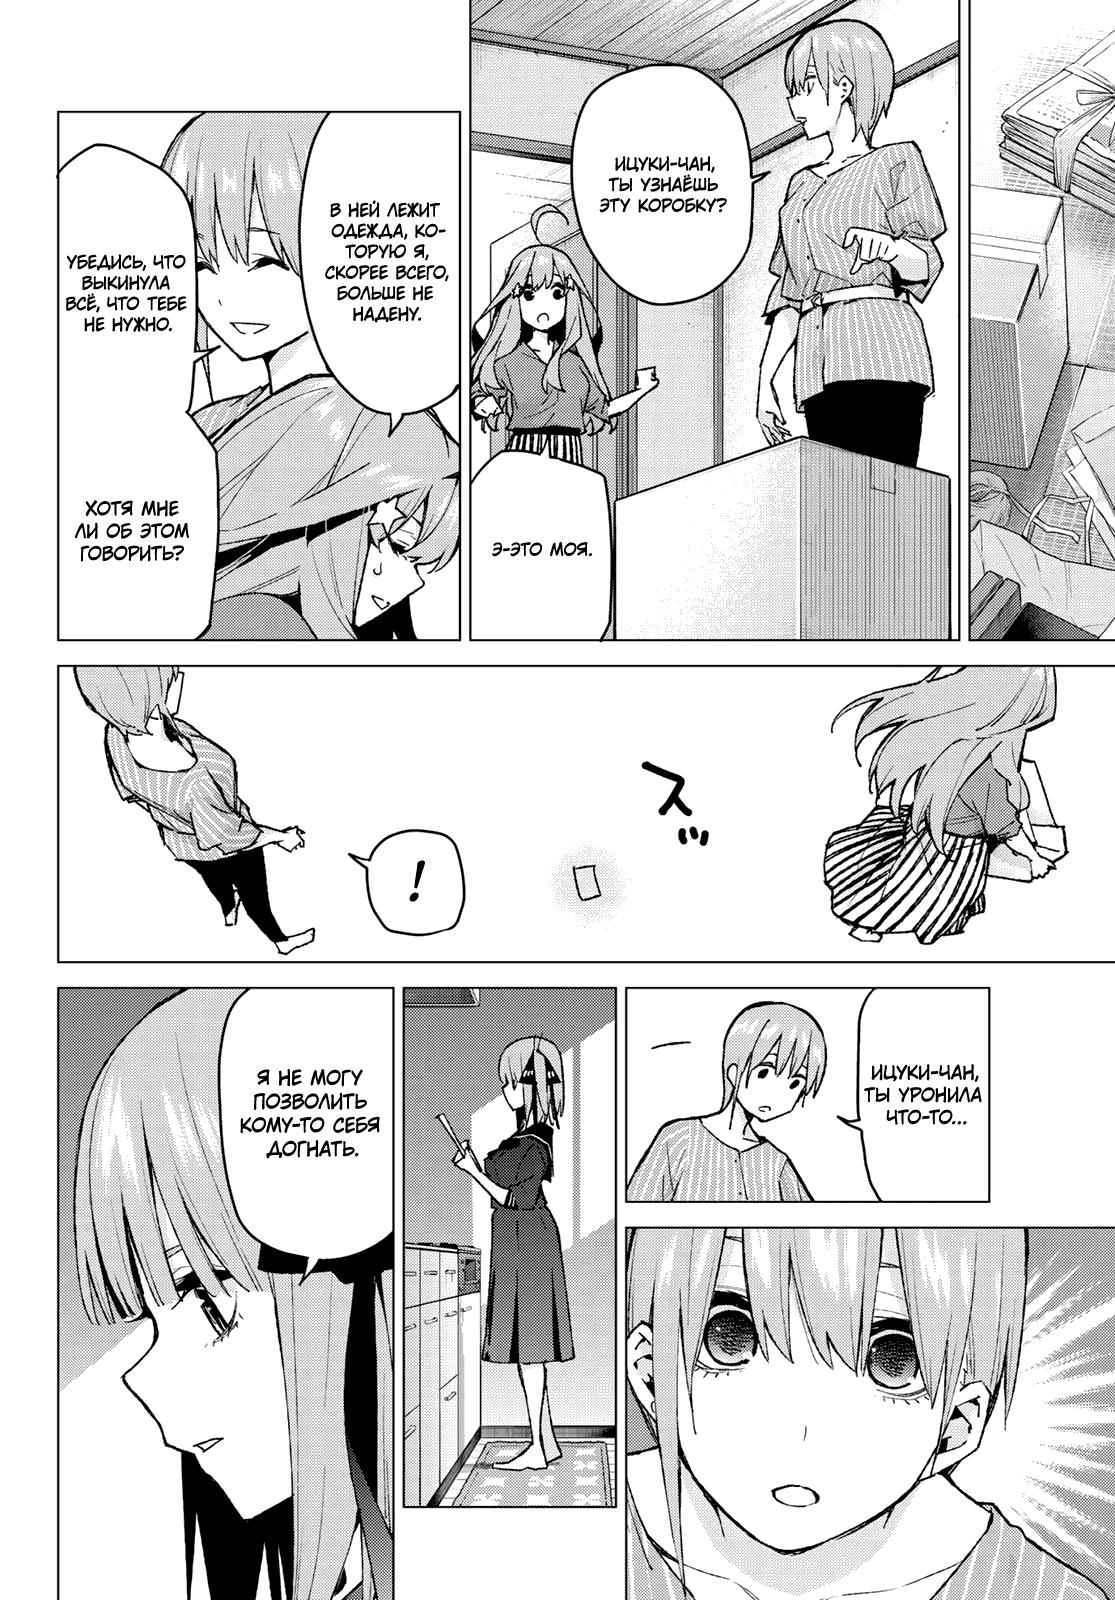 ИЦУКИ-ЧАН,
ТЫ УЗНАЁШЬ
ЭТУ КОРОБКУ?
Э-ЭТО МОЯ.
В НЕЙ ЛЕЖИТ
ОДЕЖДА, КО-
ТОРУЮ Я,
СКОРЕЕ ВСЕГО,
БОЛЬШЕ НЕ
НАДЕНУ.
УБЕДИСЬ, ЧТО
ВЫКИНУЛА
ВСЁ, ЧТО ТЕБЕ
НЕ НУЖНО.
ХОТЯ МНЕ
ЛИ ОБ ЭТОМ
ГОВОРИТЬ?
スッ
!
ИЦУКИ-ЧАН,
ТЫ УРОНИЛА
ЧТО-ТО...
Я НЕ МОГУ
ПОЗВОЛИТЬ
КОМУ-ТО СЕБЯ
ДОГНАТЬ.